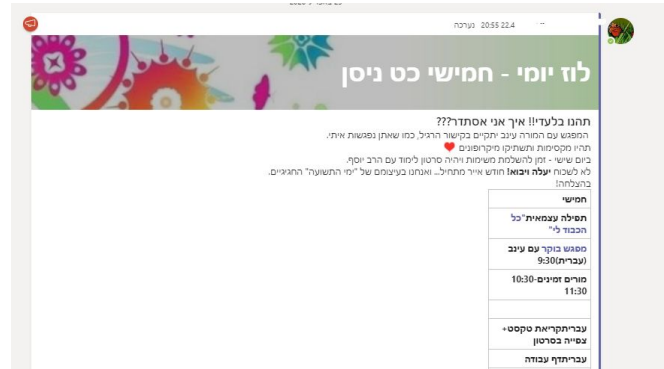 נערכה 22.4 20:55
לוז יומי - חמישי כט ניסן
תהנו בלעדי!! איך אני אסתדר???
המפגש עם המורה עינב יתקיים בקישור הרגיל, כמו שאתן נפגשות איתי.
תהיו מקסימות ותשתיקו מיקרופונים ❤
ביום שישי - זמן להשלמת משימות ויהיה סרטון לימוד עם הרב יוסף.
לא לשכוח יעלה ויבוא! חודש אייר מתחיל... ואנחנו בעיצומם של "ימי התשועה" החגיגיים.
בהצלחה!
חמישי
תפילה עצמאית"כל
הכבוד לי"
מפגש בוקר עם עינב
(עברית)9:30
מורים זמינים-10:30
11:30
עבריתקריאת טקסט+
צפייה בסרטון
עבריתדף עבודה